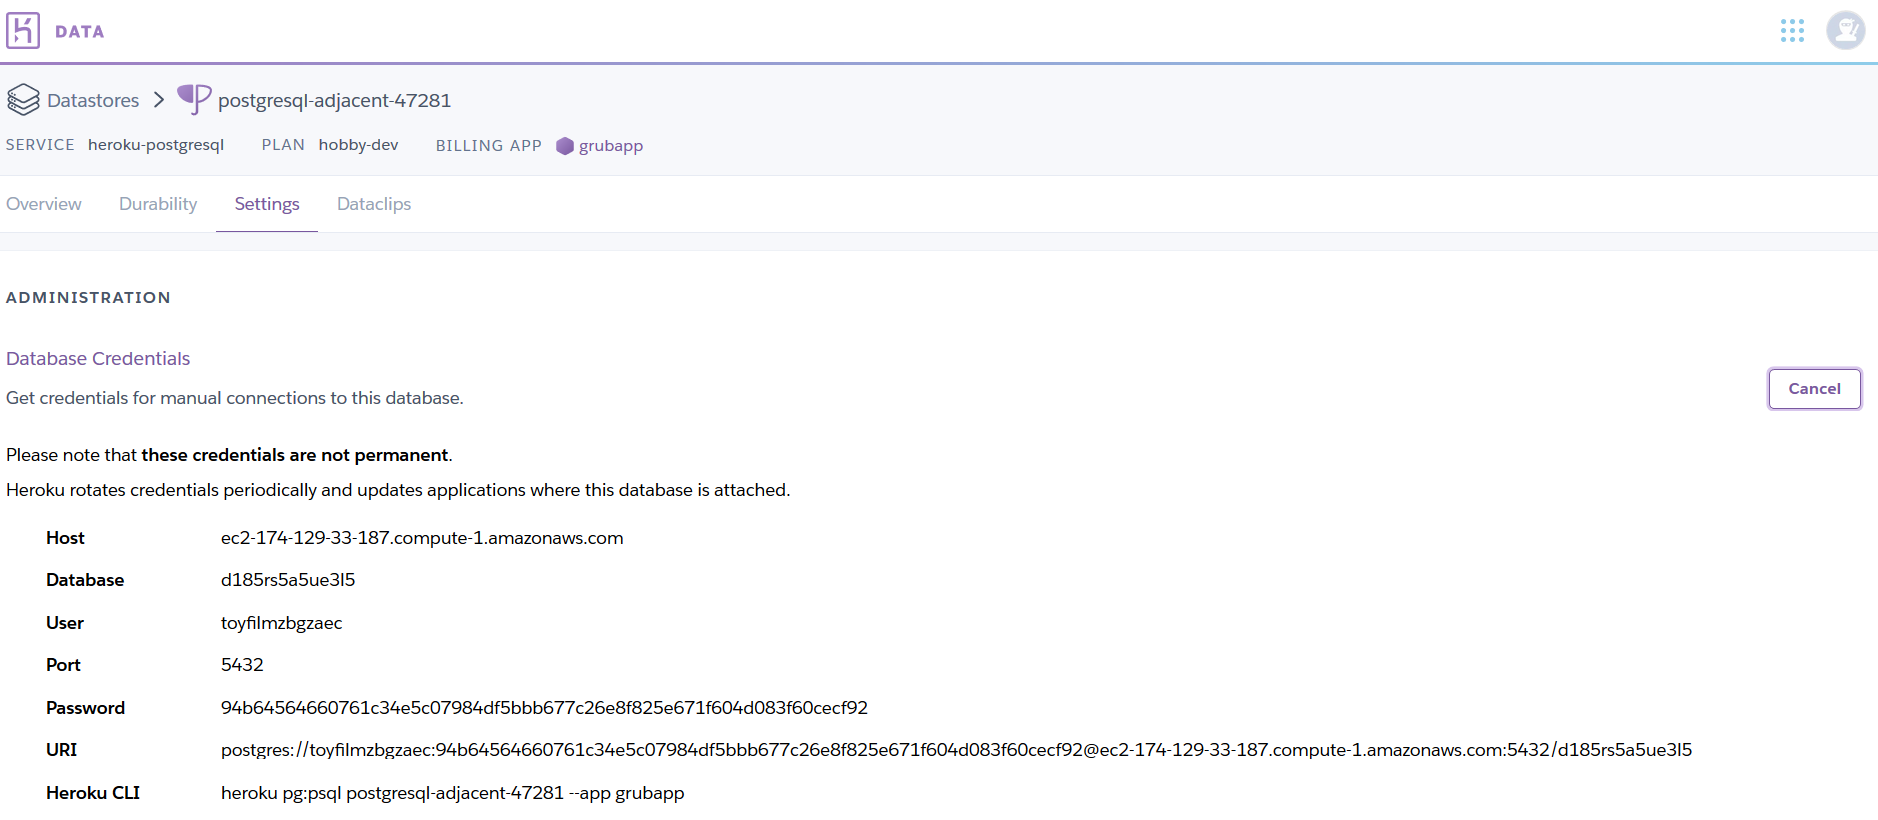 DATA
Datastores > postgresql-adjacent-47281
SERVICE heroku-postgresql PLAN hobby-dev BILLING APP grubapp
Overview Durability Settings Dataclips
ADMINISTRATION
Database Credentials
Get credentials for manual connections to this database.
Cancel
Please note that these credentials are not permanent.
Heroku rotates credentials periodically and updates applications where this database is attached.
Host ec2-174-129-33-187.compute-1.amazonaws.com
Database d185rs5a5ue3l5
User toyfilmzbgzaec
Port 5432
Password 94b64564660761c34e5c07984df5bbb677c26e8f825e671f604d083f60cecf92
URI postgres://toyfilmzbgzaec:94b64564660761c34e5c07984df5bbb677c26e8f825e671f604d083f60cecf92@ec2-174-129-33-187.compute-1.amazonaws.com:5432/d185rs5a5ue3l5
Heroku CLI heroku pg:psql postgresql-adjacent-47281 --app grubapp